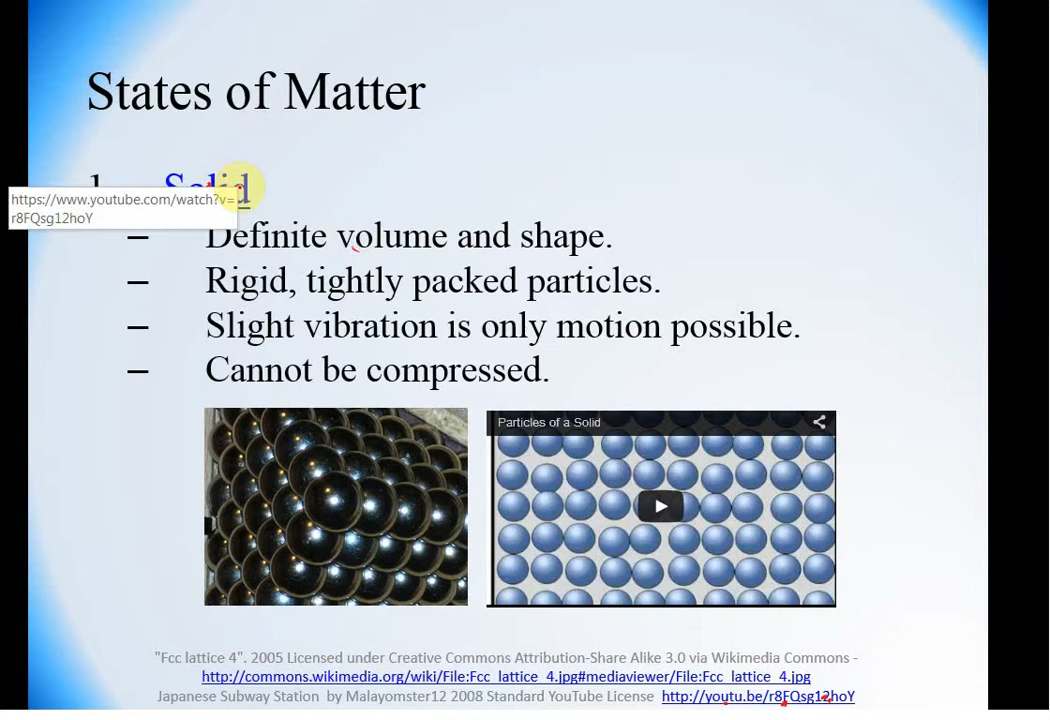 States of Matter
Solid
https://www.youtube.com/watch?v=
r8FQsg12hoY
– Definite volume and shape.
– Rigid, tightly packed particles.
– Slight vibration is only motion possible.
– Cannot be compressed.
Particles of a Solid
"Fcc lattice 4". 2005 Licensed under Creative Commons Attribution-Share Alike 3.0 via Wikimedia Commons -
http://commons.wikimedia.org/wiki/File:Fcc_lattice_4.jpg#mediaviewer/File:Fcc_lattice_4.jpg
Japanese Subway Station by Malayomster12 2008 Standard YouTube License http://youtu.be/r8FQsg12hoY